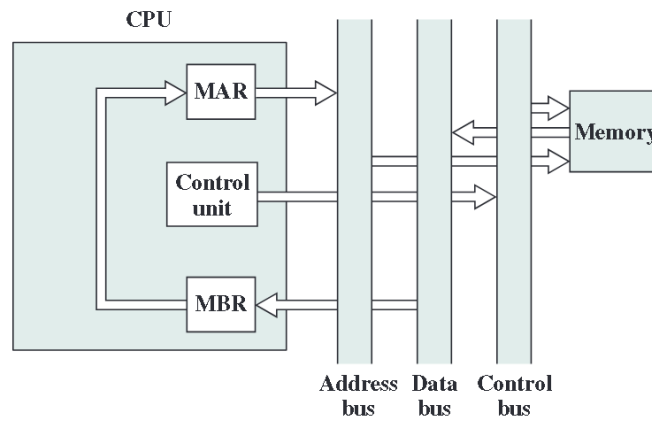 CPU
MAR
Memory
Control
unit
MBR
Address
bus
Data
bus
Control
bus